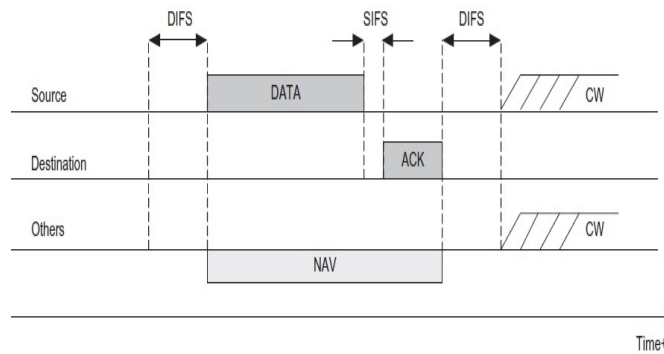 DIFS SIFS DIFS
Source DATA CW
Destination ACK
Others CW
NAV
Time